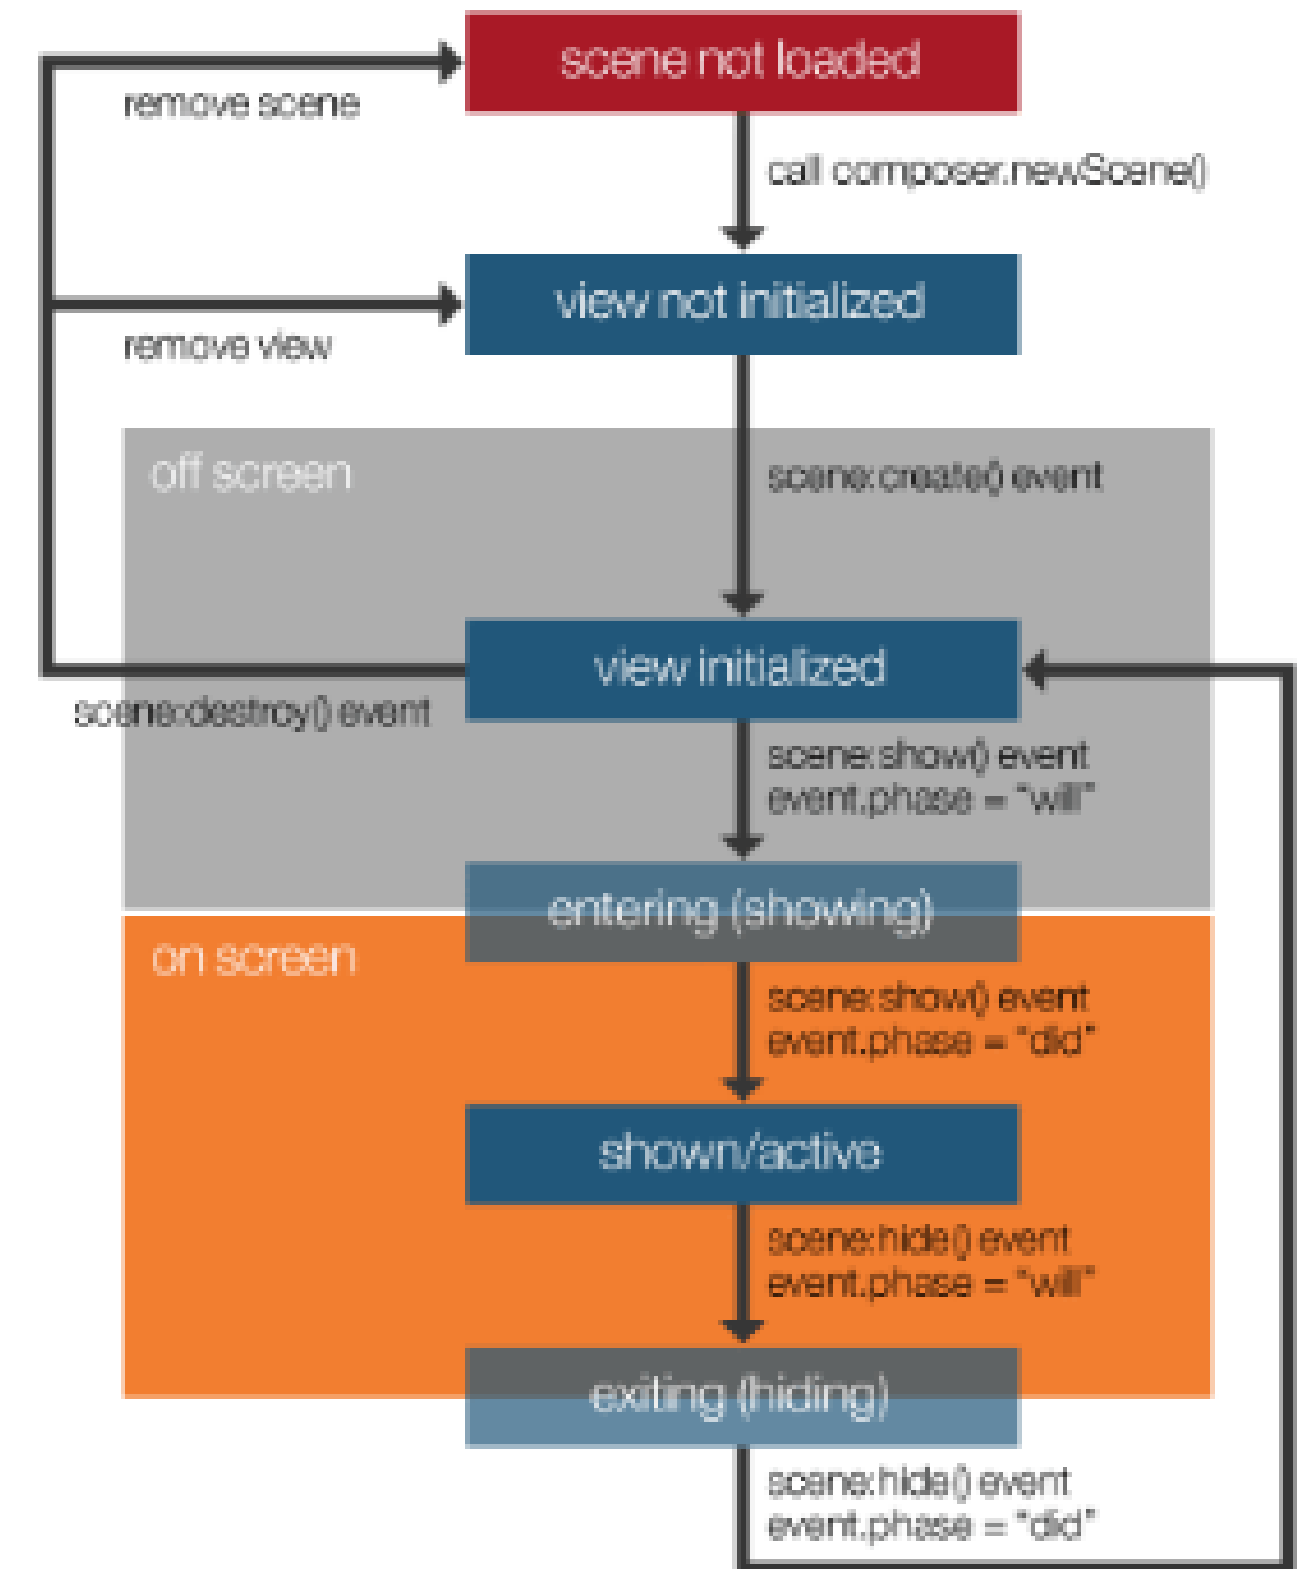 scene not loaded
remove scene
call composer.newScene()
view not initialized
remove view
off screen
scene:create() event
view initialized
scene:destroy() event
scene:show() event
event.phase = “will”
entering (showing)
on screen
scene:show() event
event.phase = “did”
shown/active
scene:hide() event
event.phase = “will”
exiting (hiding)
scene:hide() event
event.phase = “did”